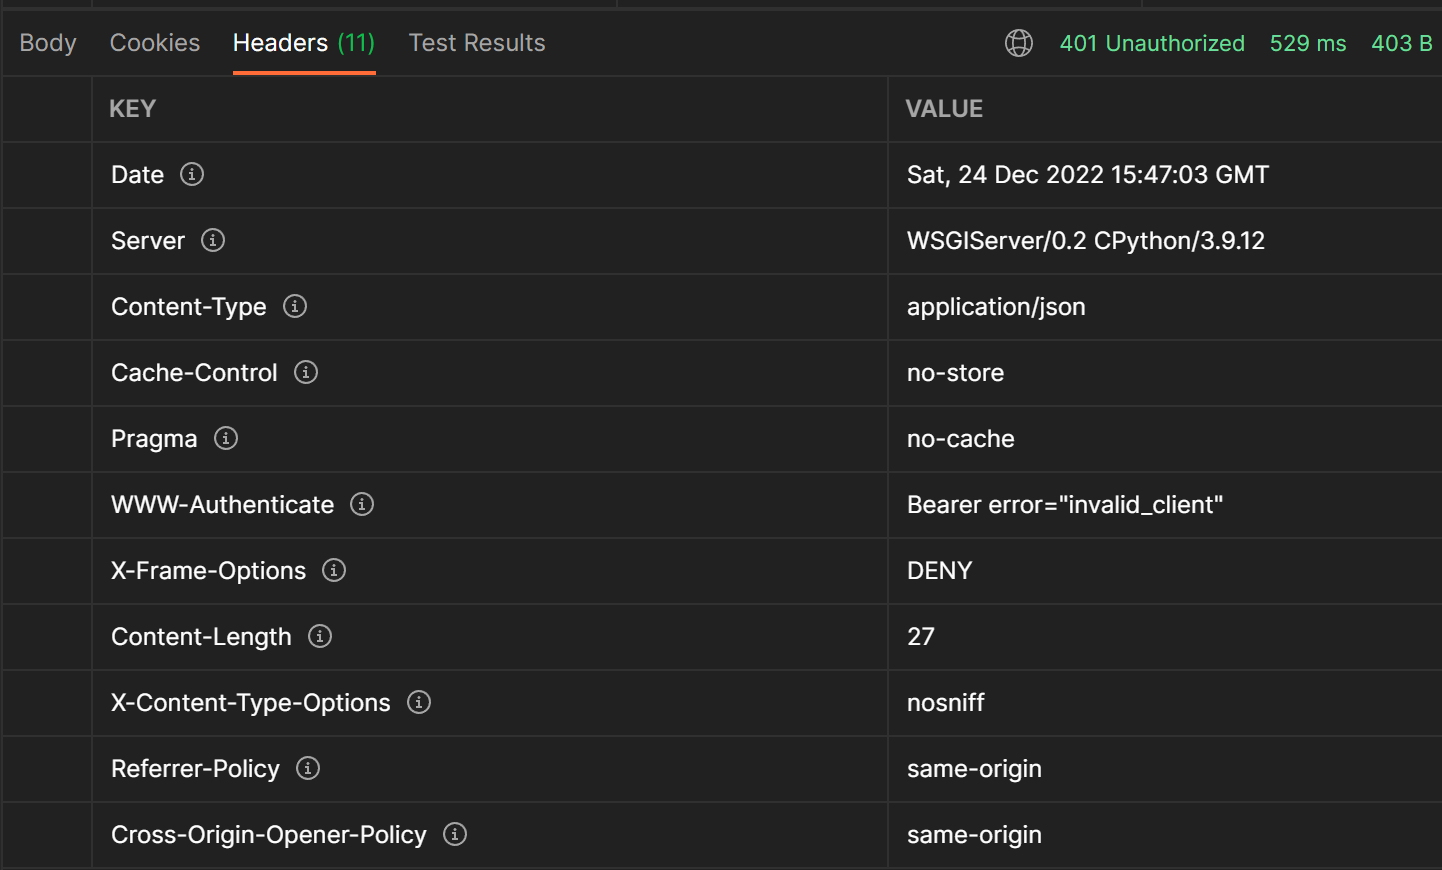 Body Cookies Headers (11) Test Results 401 Unauthorized 529 ms 403 B
KEY VALUE
Date Sat, 24 Dec 2022 15:47:03 GMT
Server WSGIServer/0.2 CPython/3.9.12
Content-Type application/json
Cache-Control no-store
Pragma no-cache
WWW-Authenticate Bearer error="invalid_client"
X-Frame-Options DENY
Content-Length 27
X-Content-Type-Options nosniff
Referrer-Policy same-origin
Cross-Origin-Opener-Policy same-origin